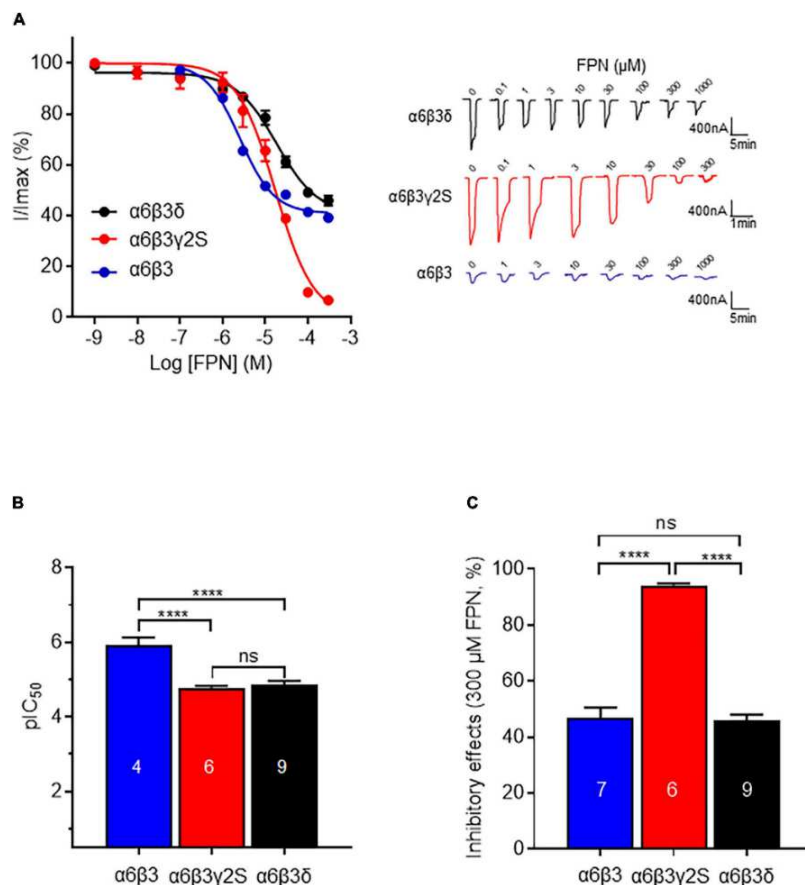 A
I/Imax (%)
100
80
60
40
20
0
α6β3δ
α6β3γ2S
α6β3
-9 -8 -7 -6 -5 -4 -3
Log [FPN] (M)
FPN (µM)
α6β3δ
0 0.1 1 3 10 30 100 300 1000
400nA
5min
α6β3γ2S
0 0.1 1 3 10 30 100 300
400nA
1min
α6β3
0 1 3 10 30 100 300 1000
400nA
5min
B
pIC50
8
6
4
2
****
****
ns
4 6 9
α6β3 α6β3γ2S α6β3δ
C
Inhibitory effects (300 µM FPN, %)
100
80
60
40
20
0
ns
**** ****
7 6 9
α6β3 α6β3γ2S α6β3δ